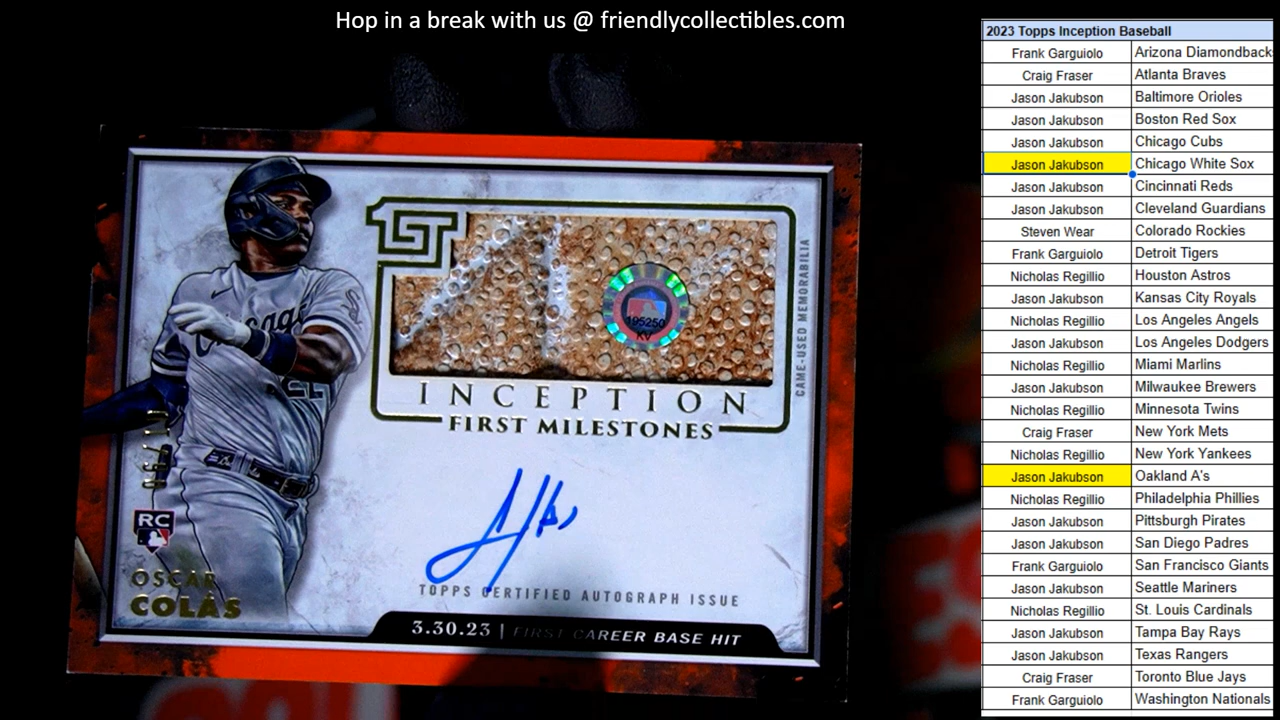 Hop in a break with us @ friendlycollectibles.com
2023 Topps Inception Baseball
Frank Garguiolo Arizona Diamondback
Craig Fraser Atlanta Braves
Jason Jakubson Baltimore Orioles
Jason Jakubson Boston Red Sox
Jason Jakubson Chicago Cubs
Jason Jakubson Chicago White Sox
Jason Jakubson Cincinnati Reds
Jason Jakubson Cleveland Guardians
Steven Wear Colorado Rockies
Frank Garguiolo Detroit Tigers
Nicholas Regillio Houston Astros
Jason Jakubson Kansas City Royals
Nicholas Regillio Los Angeles Angels
Jason Jakubson Los Angeles Dodgers
Nicholas Regillio Miami Marlins
Jason Jakubson Milwaukee Brewers
Nicholas Regillio Minnesota Twins
Craig Fraser New York Mets
Nicholas Regillio New York Yankees
Jason Jakubson Oakland A's
Nicholas Regillio Philadelphia Phillies
Jason Jakubson Pittsburgh Pirates
Jason Jakubson San Diego Padres
Frank Garguiolo San Francisco Giants
Jason Jakubson Seattle Mariners
Nicholas Regillio St. Louis Cardinals
Jason Jakubson Tampa Bay Rays
Jason Jakubson Texas Rangers
Craig Fraser Toronto Blue Jays
Frank Garguiolo Washington Nationals
1ST
195250
KV
CAME-USED MEMORABILIA
INCEPTION
FIRST MILESTONES
Chicago
RC
OSCAR
COLÁS
TOPPS CERTIFIED AUTOGRAPH ISSUE
3.30.23 | FIRST CAREER BASE HIT